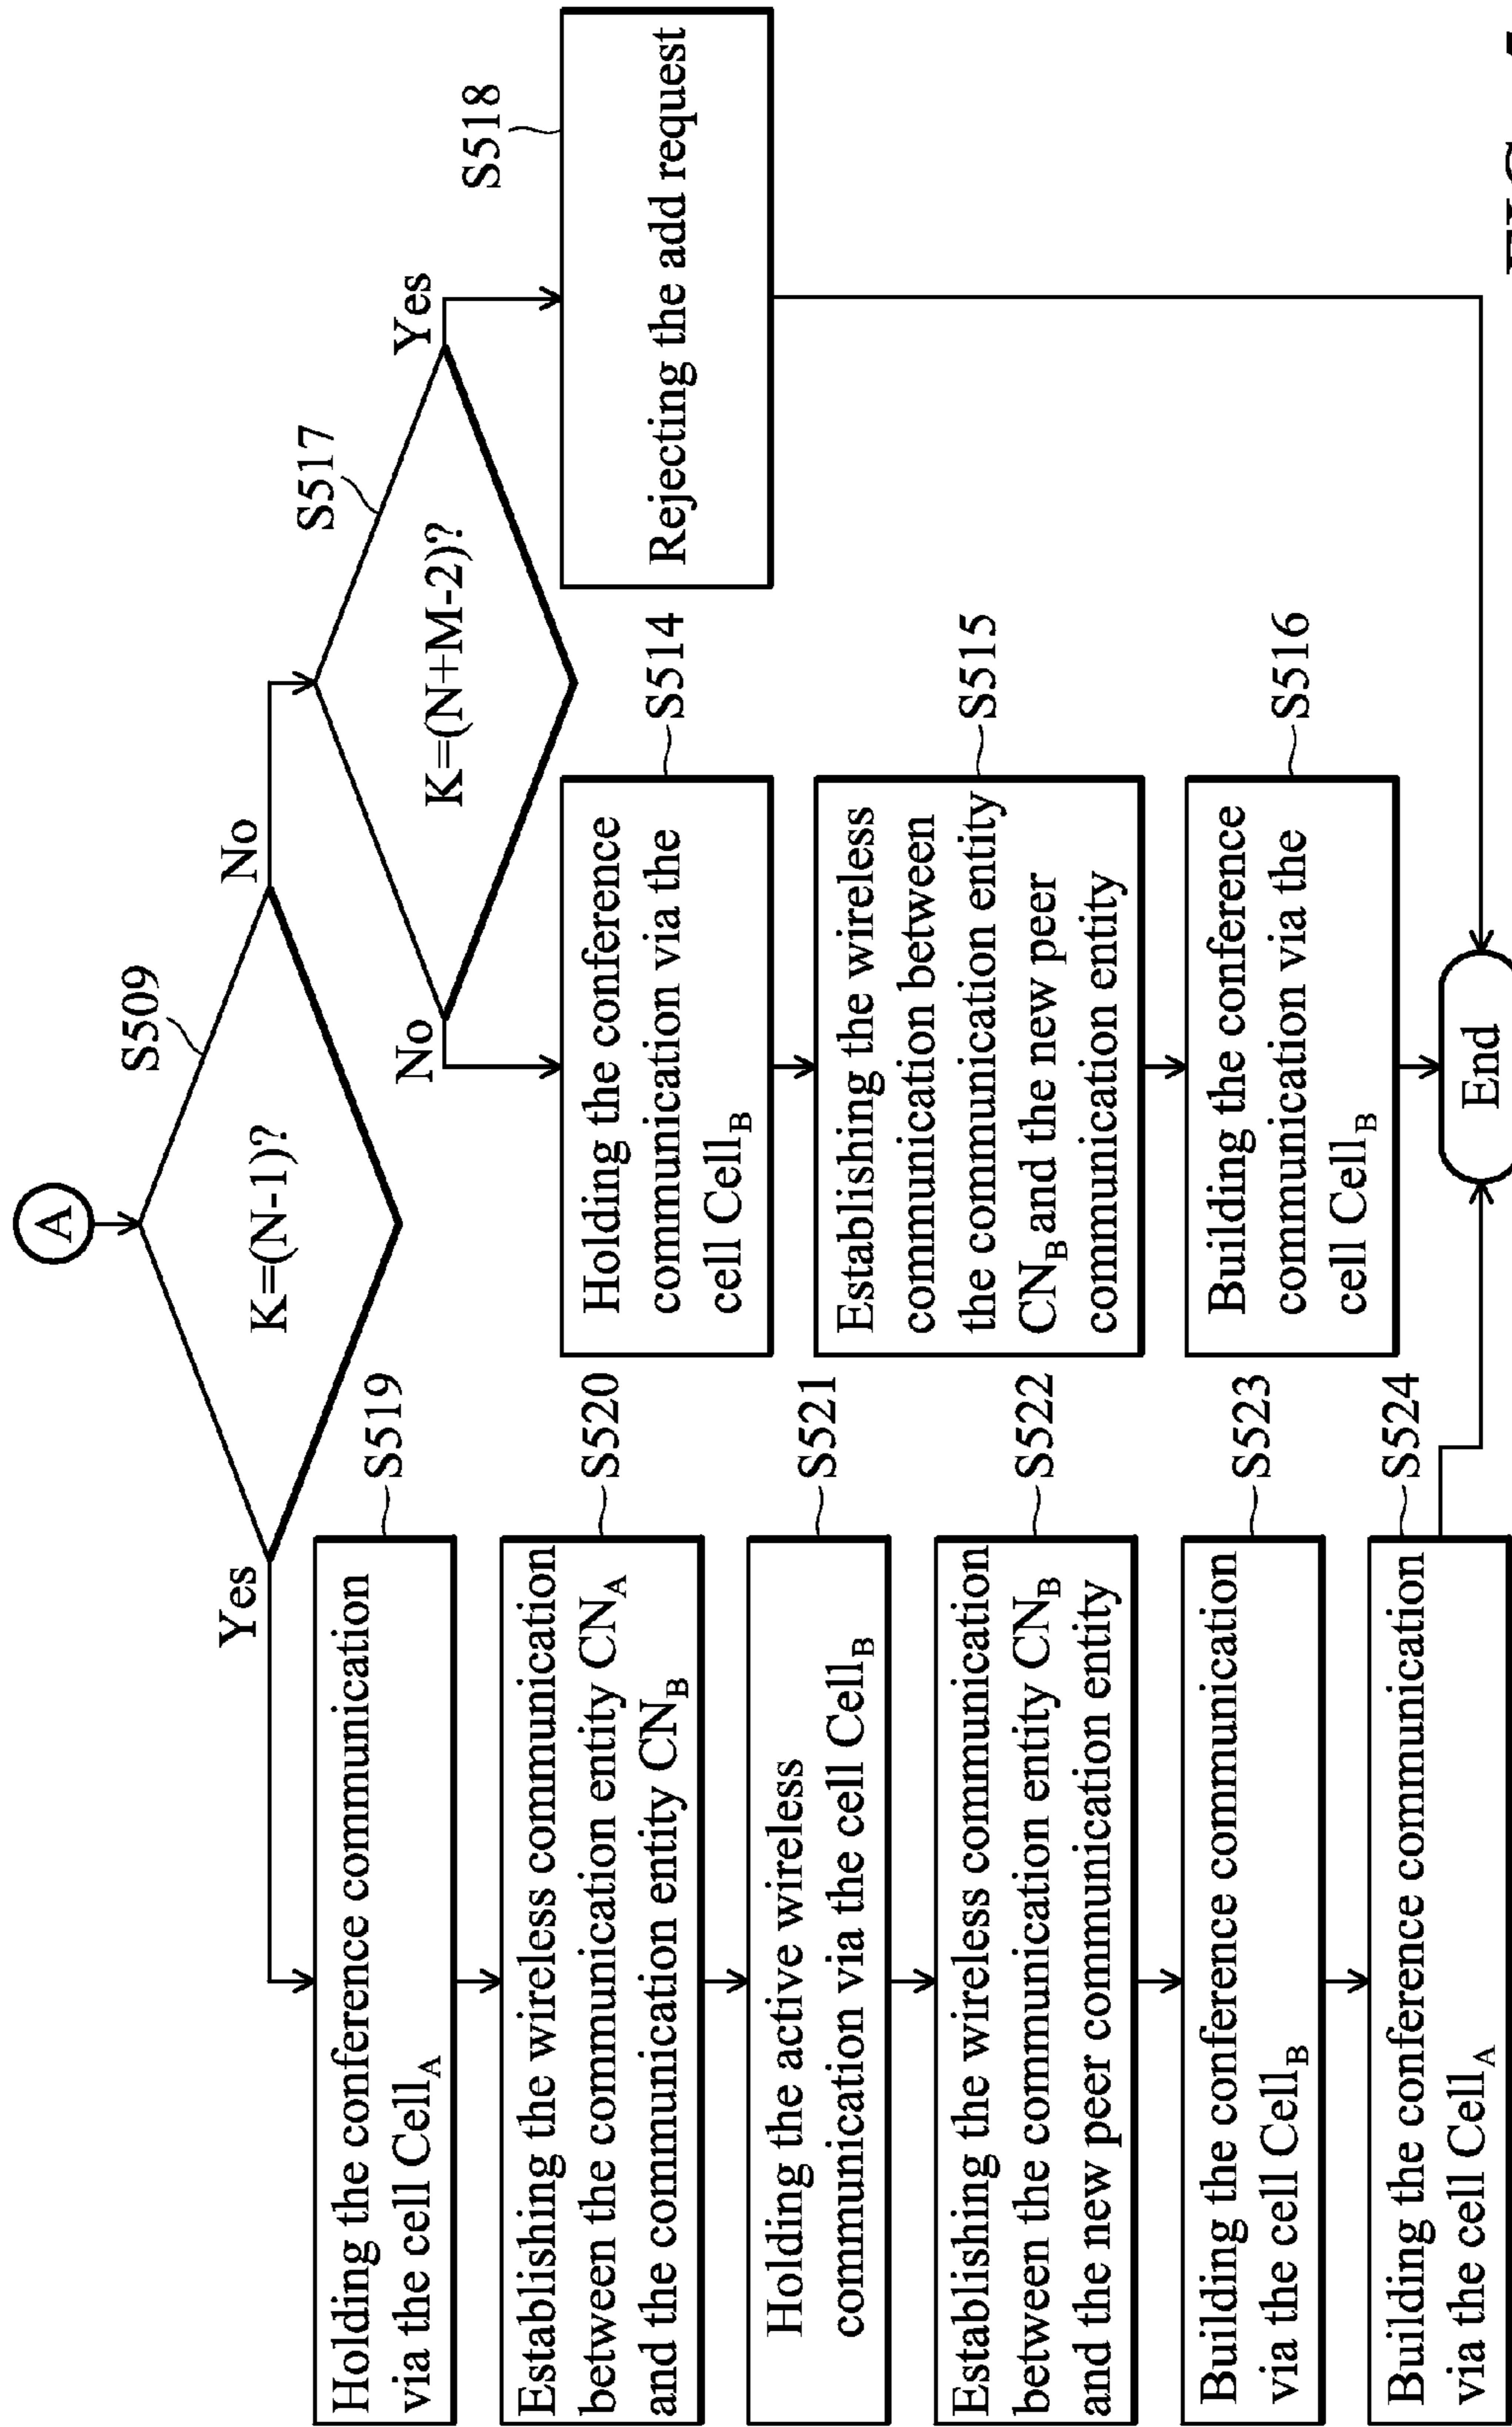 A
S509
K=(N-1)?
Yes
No
S517
K=(N+M-2)?
No
Yes
S519
Holding the conference communication
via the cell Cell_A
S520
Establishing the wireless communication
between the communication entity CN_A
and the communication entity CN_B
S521
Holding the active wireless
communication via the cell Cell_B
S522
Establishing the wireless communication
between the communication entity CN_B
and the new peer communication entity
S523
Building the conference communication
via the cell Cell_B
S524
Building the conference communication
via the cell Cell_A
S514
Holding the conference
communication via the
cell Cell_B
S515
Establishing the wireless
communication between
the communication entity
CN_B and the new peer
communication entity
S516
Building the conference
communication via the
cell Cell_B
S518
Rejecting the add request
End